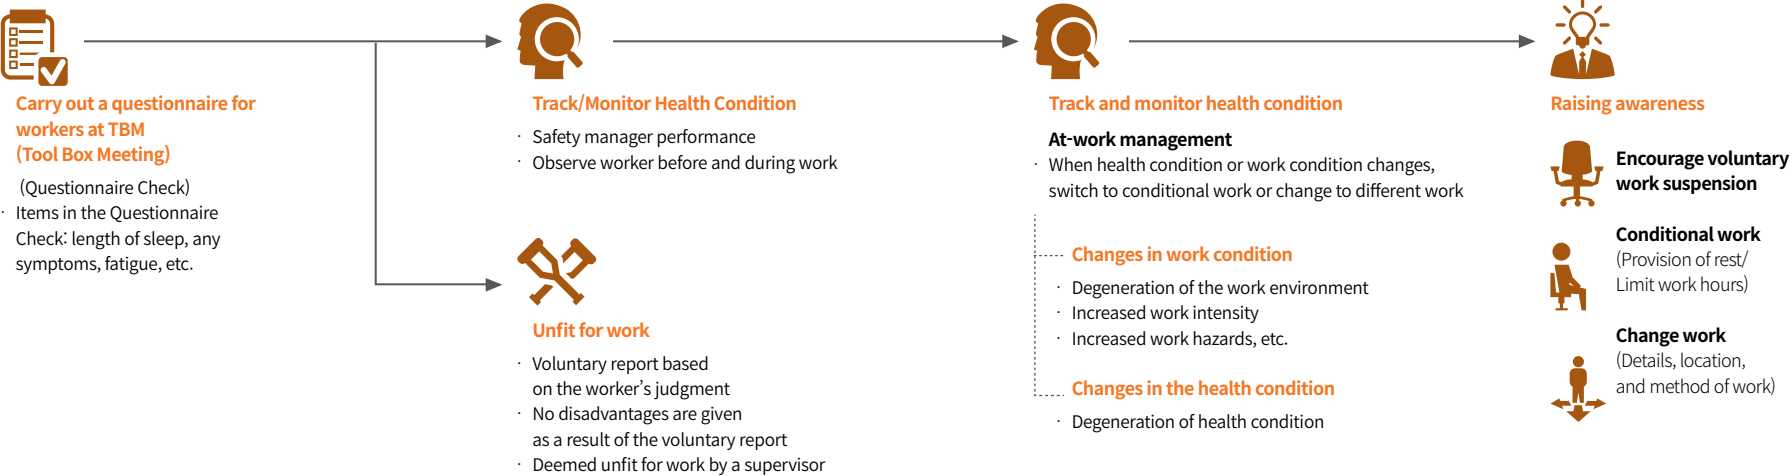 Carry out a questionnaire for
workers at TBM
(Tool Box Meeting)
(Questionnaire Check)
· Items in the Questionnaire
Check: length of sleep, any
symptoms, fatigue, etc.
Track/Monitor Health Condition
· Safety manager performance
· Observe worker before and during work
Unfit for work
· Voluntary report based
on the worker's judgment
· No disadvantages are given
as a result of the voluntary report
· Deemed unfit for work by a supervisor
Track and monitor health condition
At-work management
· When health condition or work condition changes,
switch to conditional work or change to different work
Changes in work condition
· Degeneration of the work environment
· Increased work intensity
· Increased work hazards, etc.
Changes in the health condition
· Degeneration of health condition
Raising awareness
Encourage voluntary
work suspension
Conditional work
(Provision of rest/
Limit work hours)
Change work
(Details, location,
and method of work)